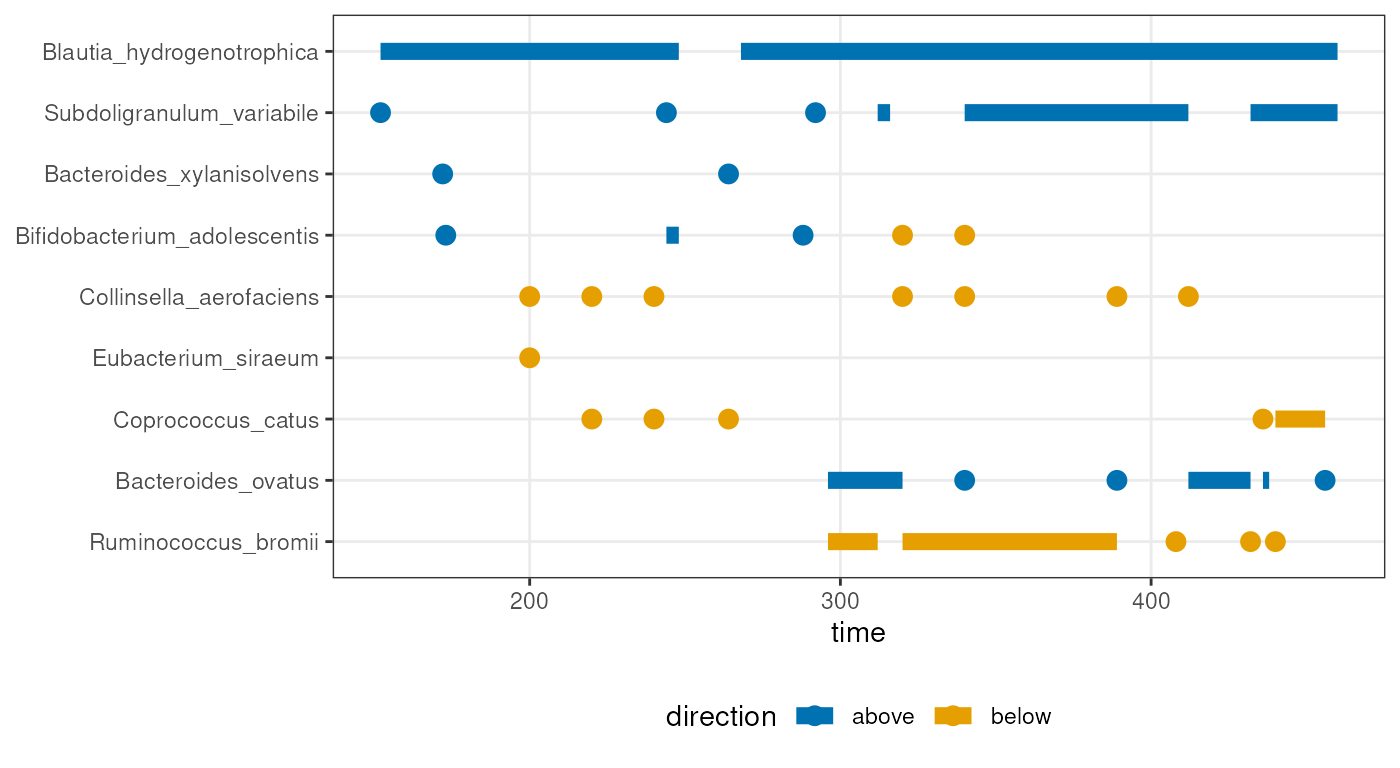 Blautia_hydrogenotrophica
Subdoligranulum_variabile
Bacteroides_xylanisolvens
Bifidobacterium_adolescentis
Collinsella_aerofaciens
Eubacterium_siraeum
Coprococcus_catus
Bacteroides_ovatus
Ruminococcus_bromii
200 300 400
time
direction above below